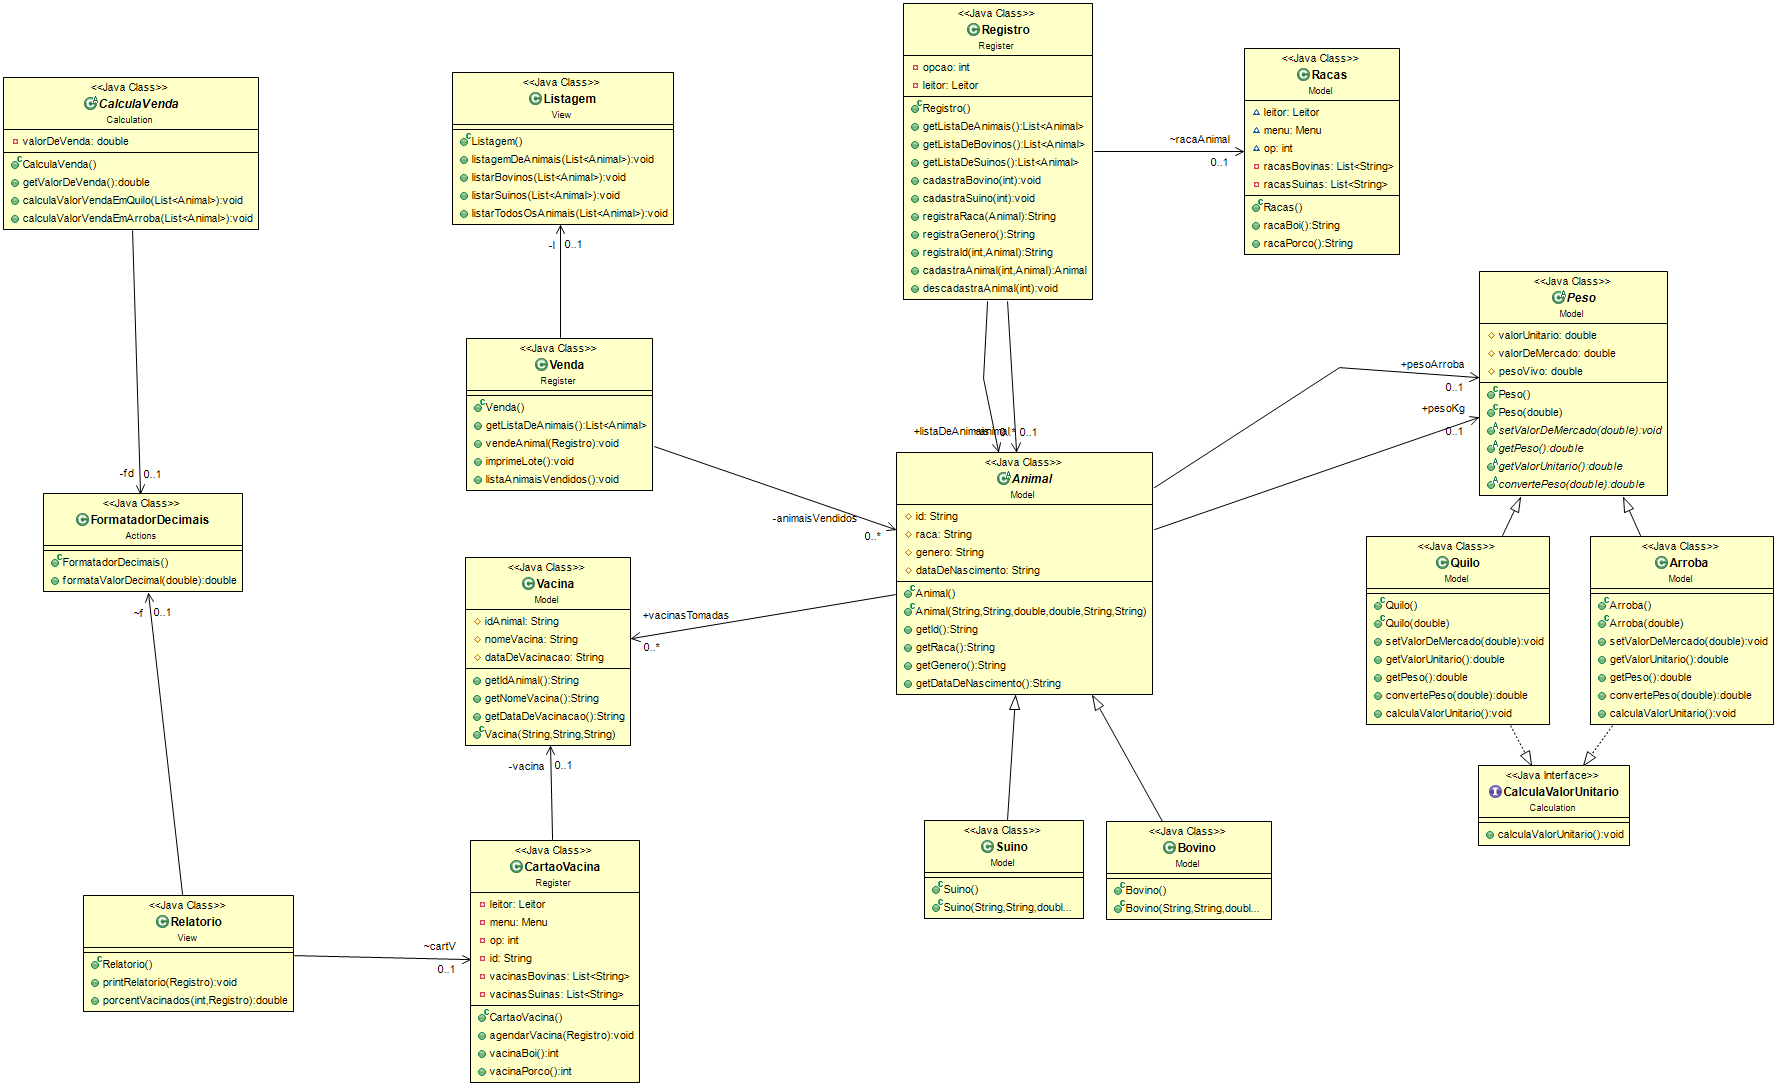 <<Java Class>>
CalculaVenda
Calculation
valorDeVenda: double
CalculaVenda()
getValorDeVenda():double
calculaValorVendaEmQuilo(List<Animal>):void
calculaValorVendaEmArroba(List<Animal>):void
-fd
0..1
<<Java Class>>
FormatadorDecimais
Actions
FormatadorDecimais()
formataValorDecimal(double):double
~f
0..1
<<Java Class>>
Relatorio
View
Relatorio()
printRelatorio(Registro):void
porcentVacinados(int,Registro):double
~cartV
0..1
<<Java Class>>
Listagem
View
Listagem()
listagemDeAnimais(List<Animal>):void
listarBovinos(List<Animal>):void
listarSuinos(List<Animal>):void
listarTodosOsAnimais(List<Animal>):void
-l
0..1
<<Java Class>>
Venda
Register
Venda()
getListaDeAnimais():List<Animal>
vendeAnimal(Registro):void
imprimeLote():void
listaAnimaisVendidos():void
-animaisVendidos
0..*
<<Java Class>>
Vacina
Model
idAnimal: String
nomeVacina: String
dataDeVacinacao: String
getIdAnimal():String
getNomeVacina():String
getDataDeVacinacao():String
Vacina(String,String,String)
+vacinasTomadas
0..*
-vacina
0..1
<<Java Class>>
CartaoVacina
Register
leitor: Leitor
menu: Menu
op: int
id: String
vacinasBovinas: List<String>
vacinasSuinas: List<String>
CartaoVacina()
agendarVacina(Registro):void
vacinaBoi():int
vacinaPorco():int
<<Java Class>>
Registro
Register
opcao: int
leitor: Leitor
Registro()
getListaDeAnimais():List<Animal>
getListaDeBovinos():List<Animal>
getListaDeSuinos():List<Animal>
cadastraBovino(int):void
cadastraSuino(int):void
registraRaca(Animal):String
registraGenero():String
registraId(int,Animal):String
cadastraAnimal(int,Animal):Animal
descadastraAnimal(int):void
~racaAnimal
0..1
<<Java Class>>
Racas
Model
leitor: Leitor
menu: Menu
op: int
racasBovinas: List<String>
racasSuinas: List<String>
Racas()
racaBoi():String
racaPorco():String
+listaDeAnimais
0..1
<<Java Class>>
Animal
Model
id: String
raca: String
genero: String
dataDeNascimento: String
Animal()
Animal(String,String,double,double,String,String)
getId():String
getRaca():String
getGenero():String
getDataDeNascimento():String
<<Java Class>>
Suino
Model
Suino()
Suino(String,String,doubl...
<<Java Class>>
Bovino
Model
Bovino()
Bovino(String,String,doubl...
+pesoArroba
0..1
+pesoKg
0..1
<<Java Class>>
Peso
Model
valorUnitario: double
valorDeMercado: double
pesoVivo: double
Peso()
Peso(double)
setValorDeMercado(double):void
getPeso():double
getValorUnitario():double
convertePeso(double):double
<<Java Class>>
Quilo
Model
Quilo()
Quilo(double)
setValorDeMercado(double):void
getValorUnitario():double
getPeso():double
convertePeso(double):double
calculaValorUnitario():void
<<Java Class>>
Arroba
Model
Arroba()
Arroba(double)
setValorDeMercado(double):void
getValorUnitario():double
getPeso():double
convertePeso(double):double
calculaValorUnitario():void
<<Java Interface>>
CalculaValorUnitario
Calculation
calculaValorUnitario():void